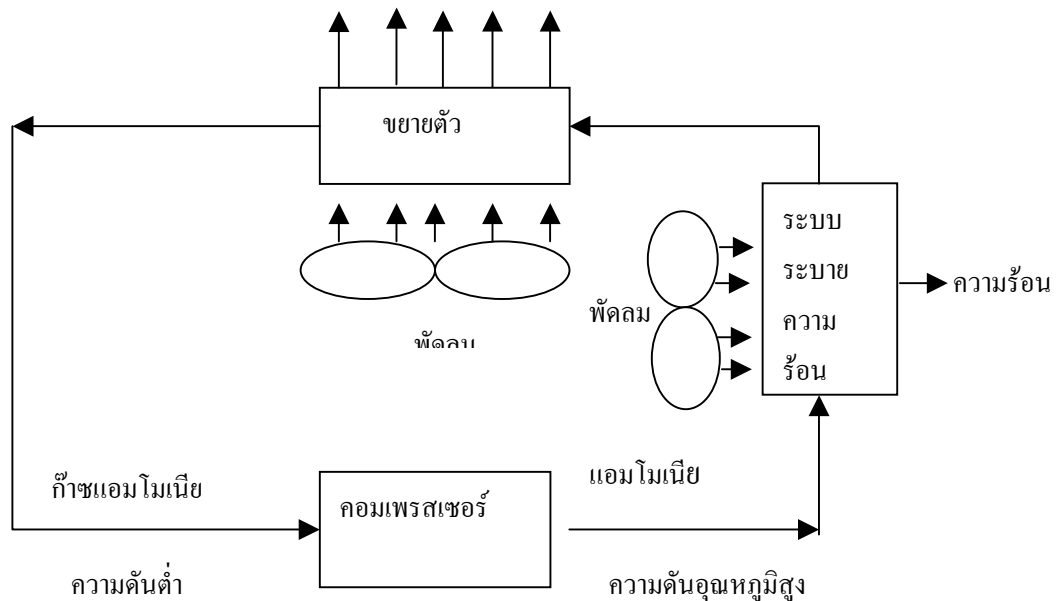 ขยายตัว
ระบบ
ระบาย
ความ
ร้อน
ความร้อน
พัดลม
พัดลม
ก๊าซแอมโมเนีย
คอมเพรสเซอร์
แอมโมเนีย
ความดันต่ำ
ความดันอุณหภูมิสูง